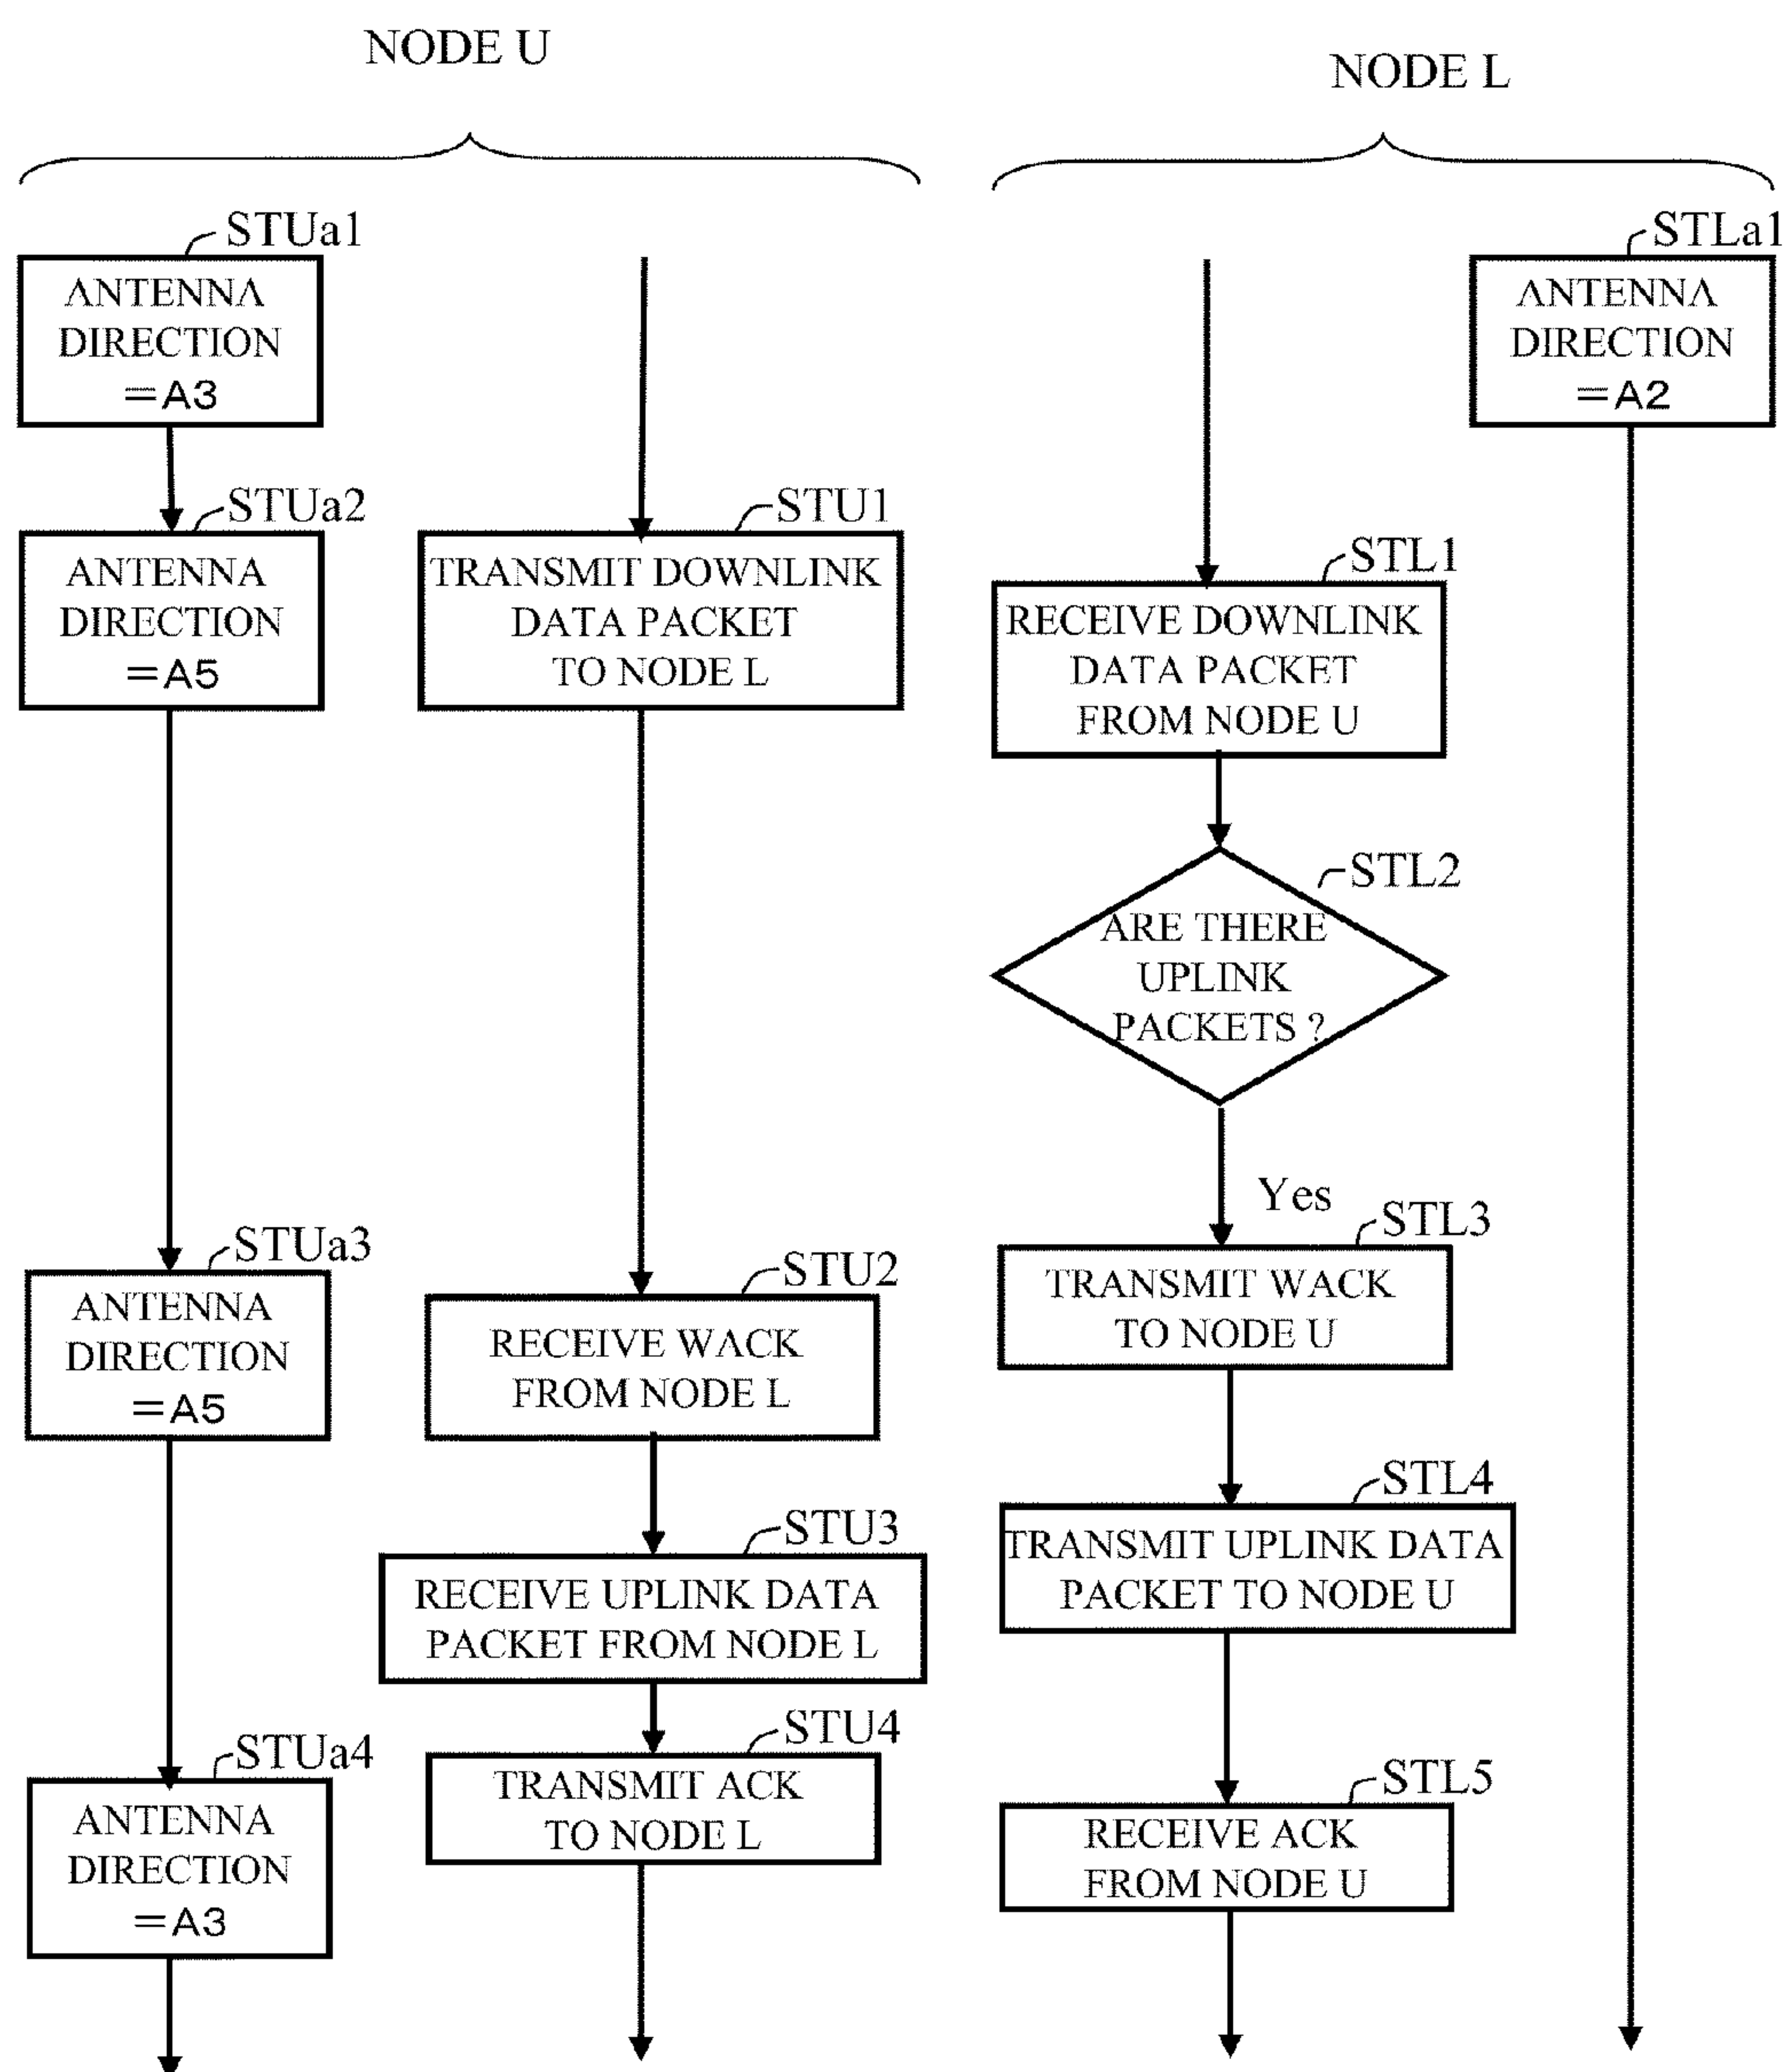 NODE U
NODE L
STUa1
ANTENNA
DIRECTION
=A3
STLa1
ANTENNA
DIRECTION
=A2
STUa2
ANTENNA
DIRECTION
=A5
STU1
TRANSMIT DOWNLINK
DATA PACKET
TO NODE L
STL1
RECEIVE DOWNLINK
DATA PACKET
FROM NODE U
STL2
ARE THERE
UPLINK
PACKETS ?
Yes
STUa3
ANTENNA
DIRECTION
=A5
STU2
RECEIVE WACK
FROM NODE L
STL3
TRANSMIT WACK
TO NODE U
STU3
RECEIVE UPLINK DATA
PACKET FROM NODE L
STL4
TRANSMIT UPLINK DATA
PACKET TO NODE U
STUa4
ANTENNA
DIRECTION
=A3
STU4
TRANSMIT ACK
TO NODE L
STL5
RECEIVE ACK
FROM NODE U